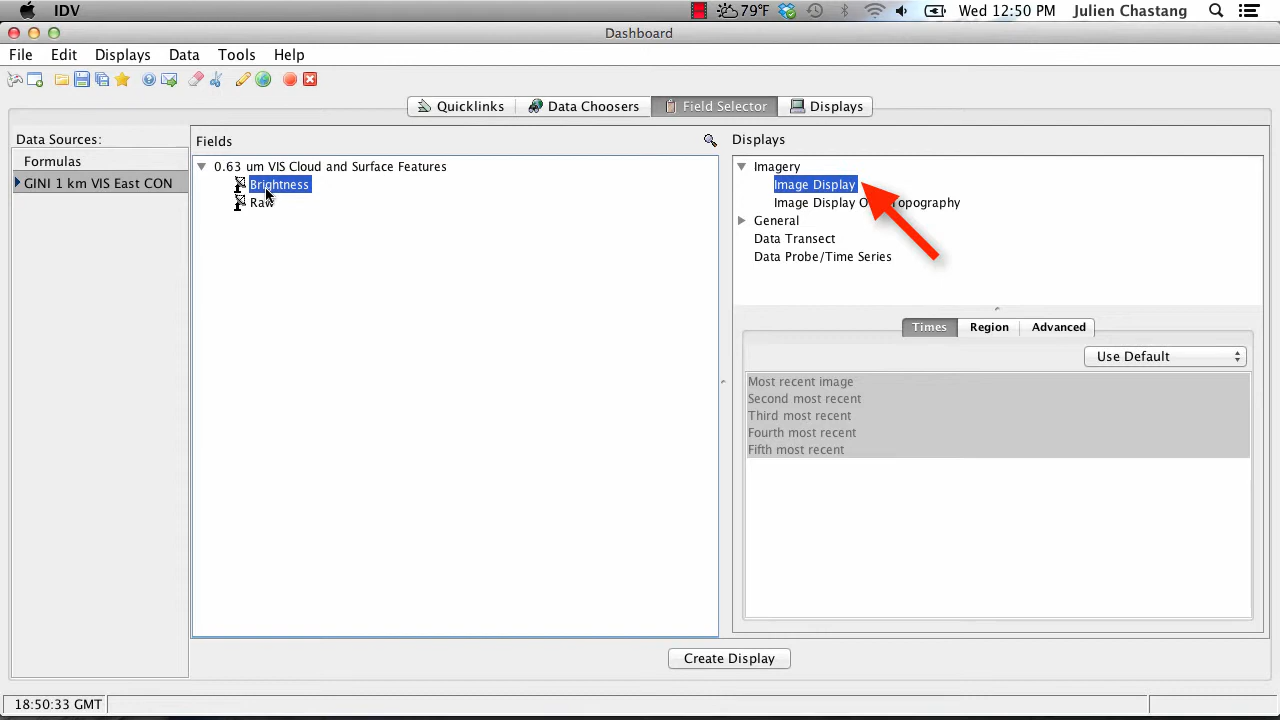 IDV 79°F Wed 12:50 PM Julien Chastang
Dashboard
File Edit Displays Data Tools Help
Quicklinks Data Choosers Field Selector Displays
Data Sources:
Formulas
GINI 1 km VIS East CON
Fields
0.63 um VIS Cloud and Surface Features
Brightness
Raw
Displays
Imagery
Image Display
Image Display Topography
General
Data Transect
Data Probe/Time Series
Times Region Advanced
Use Default
Most recent image
Second most recent
Third most recent
Fourth most recent
Fifth most recent
Create Display
18:50:33 GMT